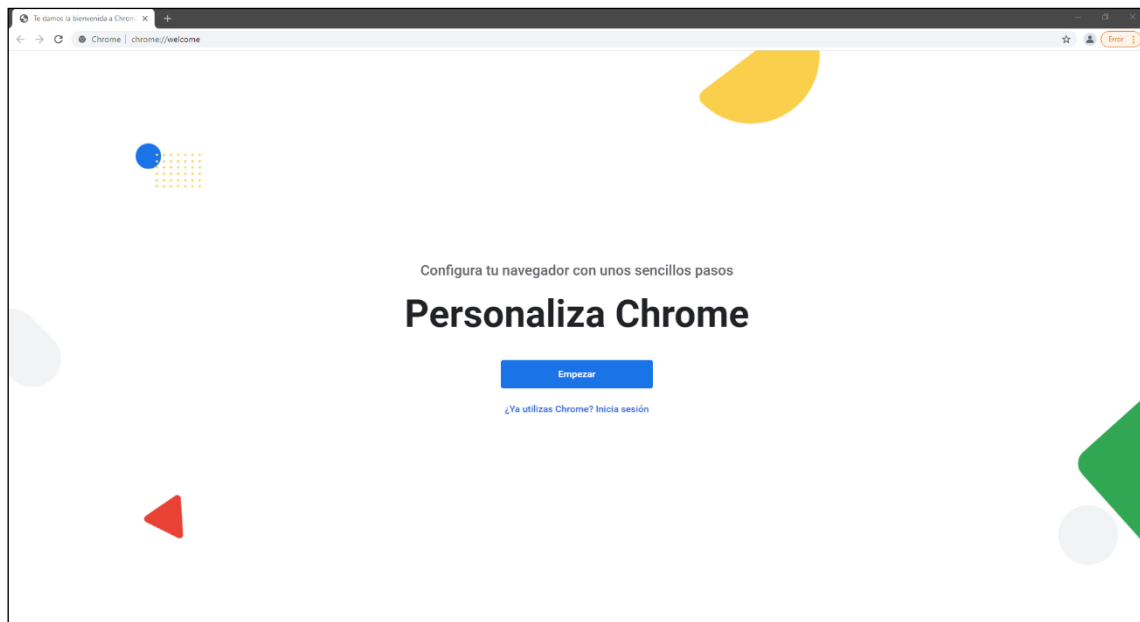 Te damos la bienvenida a Chrom
Chrome | chrome://welcome
Error
Configura tu navegador con unos sencillos pasos
Personaliza Chrome
Empezar
¿Ya utilizas Chrome? Inicia sesión